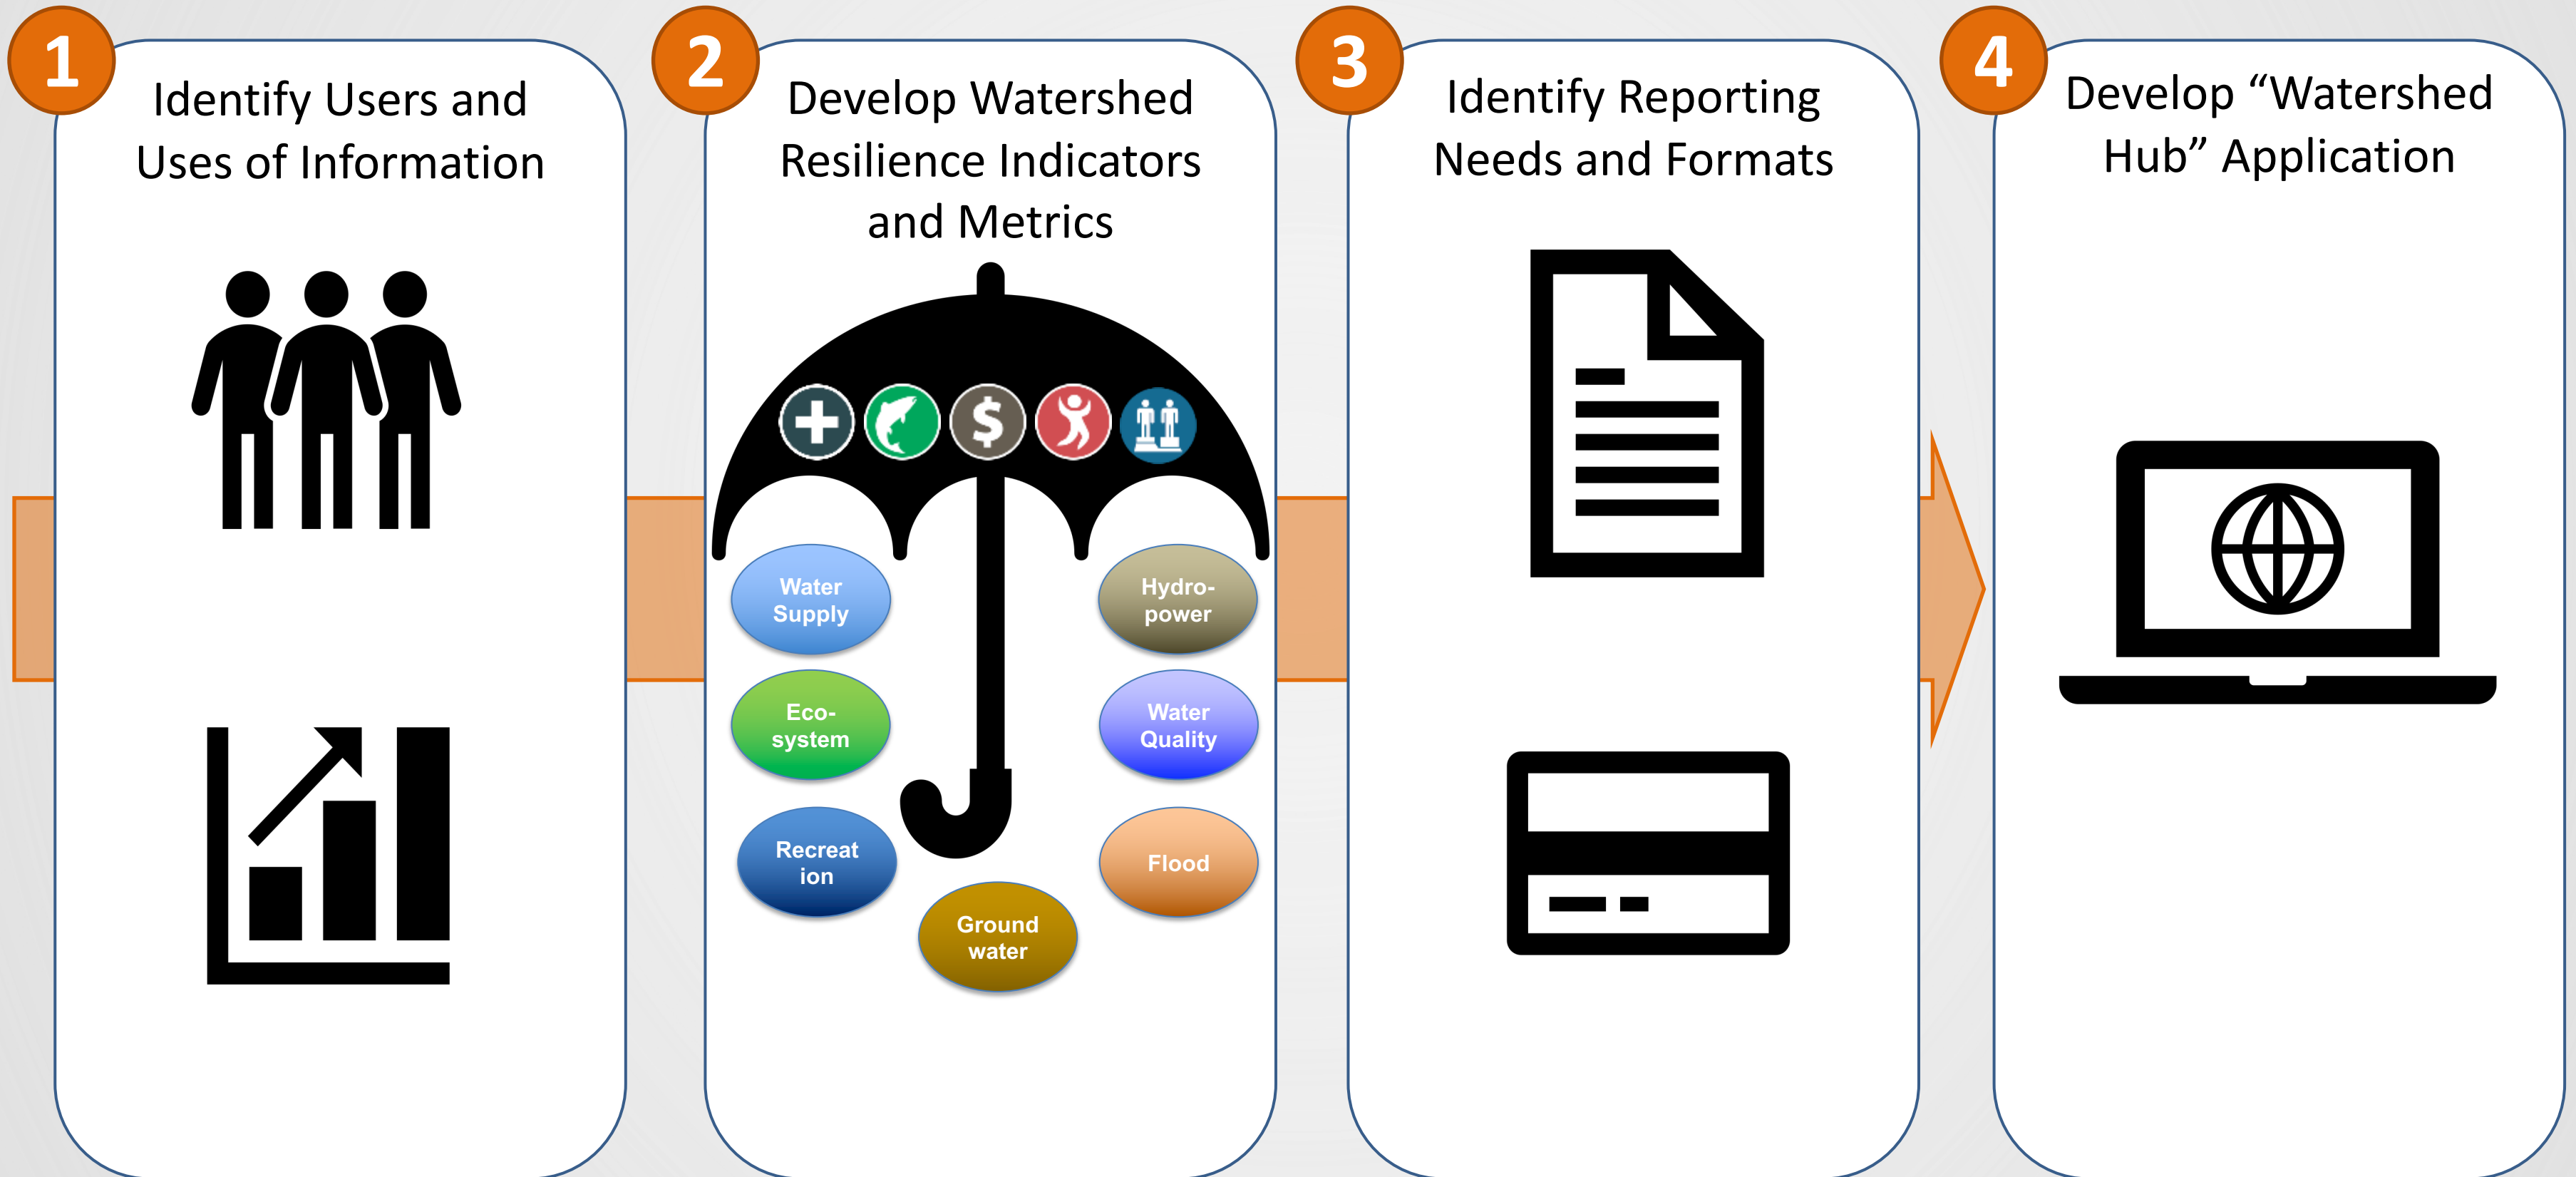 1
Identify Users and
Uses of Information
2
Develop Watershed
Resilience Indicators
and Metrics
$
Water
Supply
Hydro-
power
Eco-
system
Water
Quality
Recreat
ion
Flood
Ground
water
3
Identify Reporting
Needs and Formats
4
Develop “Watershed
Hub” Application